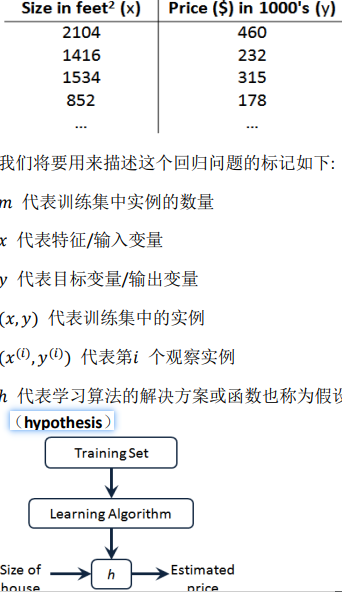 Size in feet² (x) Price ($) in 1000's (y)
2104 460
1416 232
1534 315
852 178
... ...
我们将要用来描述这个回归问题的标记如下:
m 代表训练集中实例的数量
x 代表特征/输入变量
y 代表目标变量/输出变量
(x,y) 代表训练集中的实例
(x⁽ⁱ⁾,y⁽ⁱ⁾) 代表第i 个观察实例
h 代表学习算法的解决方案或函数也称为假设
（hypothesis）
Training Set
Learning Algorithm
Size of
house
h
Estimated
price